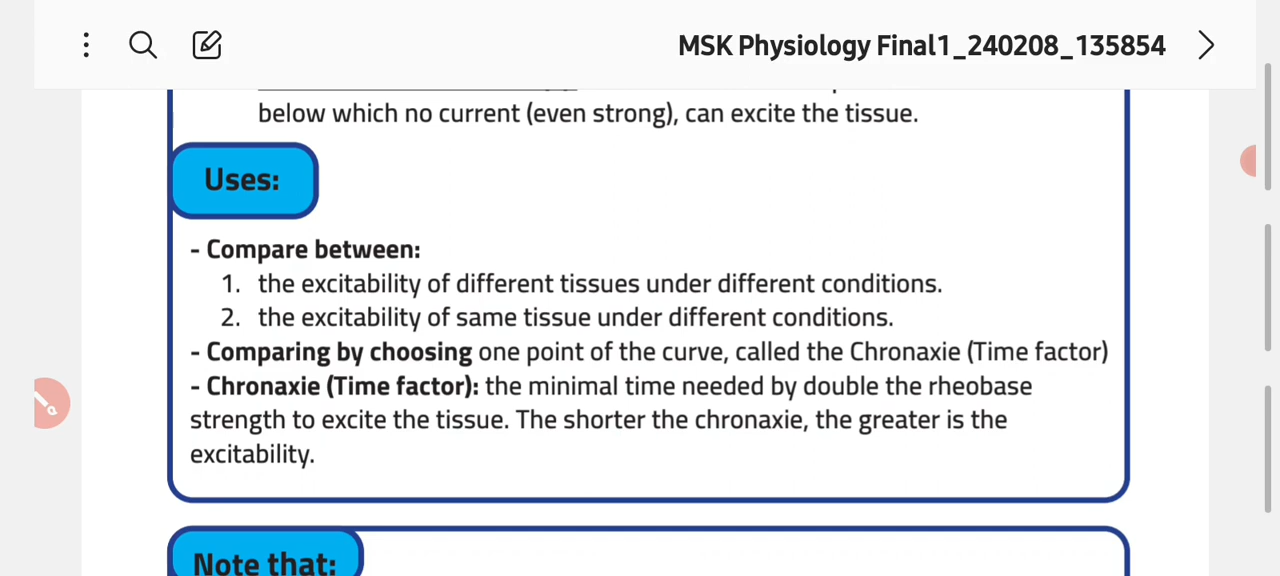 MSK Physiology Final1_240208_135854
below which no current (even strong), can excite the tissue.
Uses:
- Compare between:
1. the excitability of different tissues under different conditions.
2. the excitability of same tissue under different conditions.
- Comparing by choosing one point of the curve, called the Chronaxie (Time factor)
- Chronaxie (Time factor): the minimal time needed by double the rheobase
strength to excite the tissue. The shorter the chronaxie, the greater is the
excitability.
Note that: